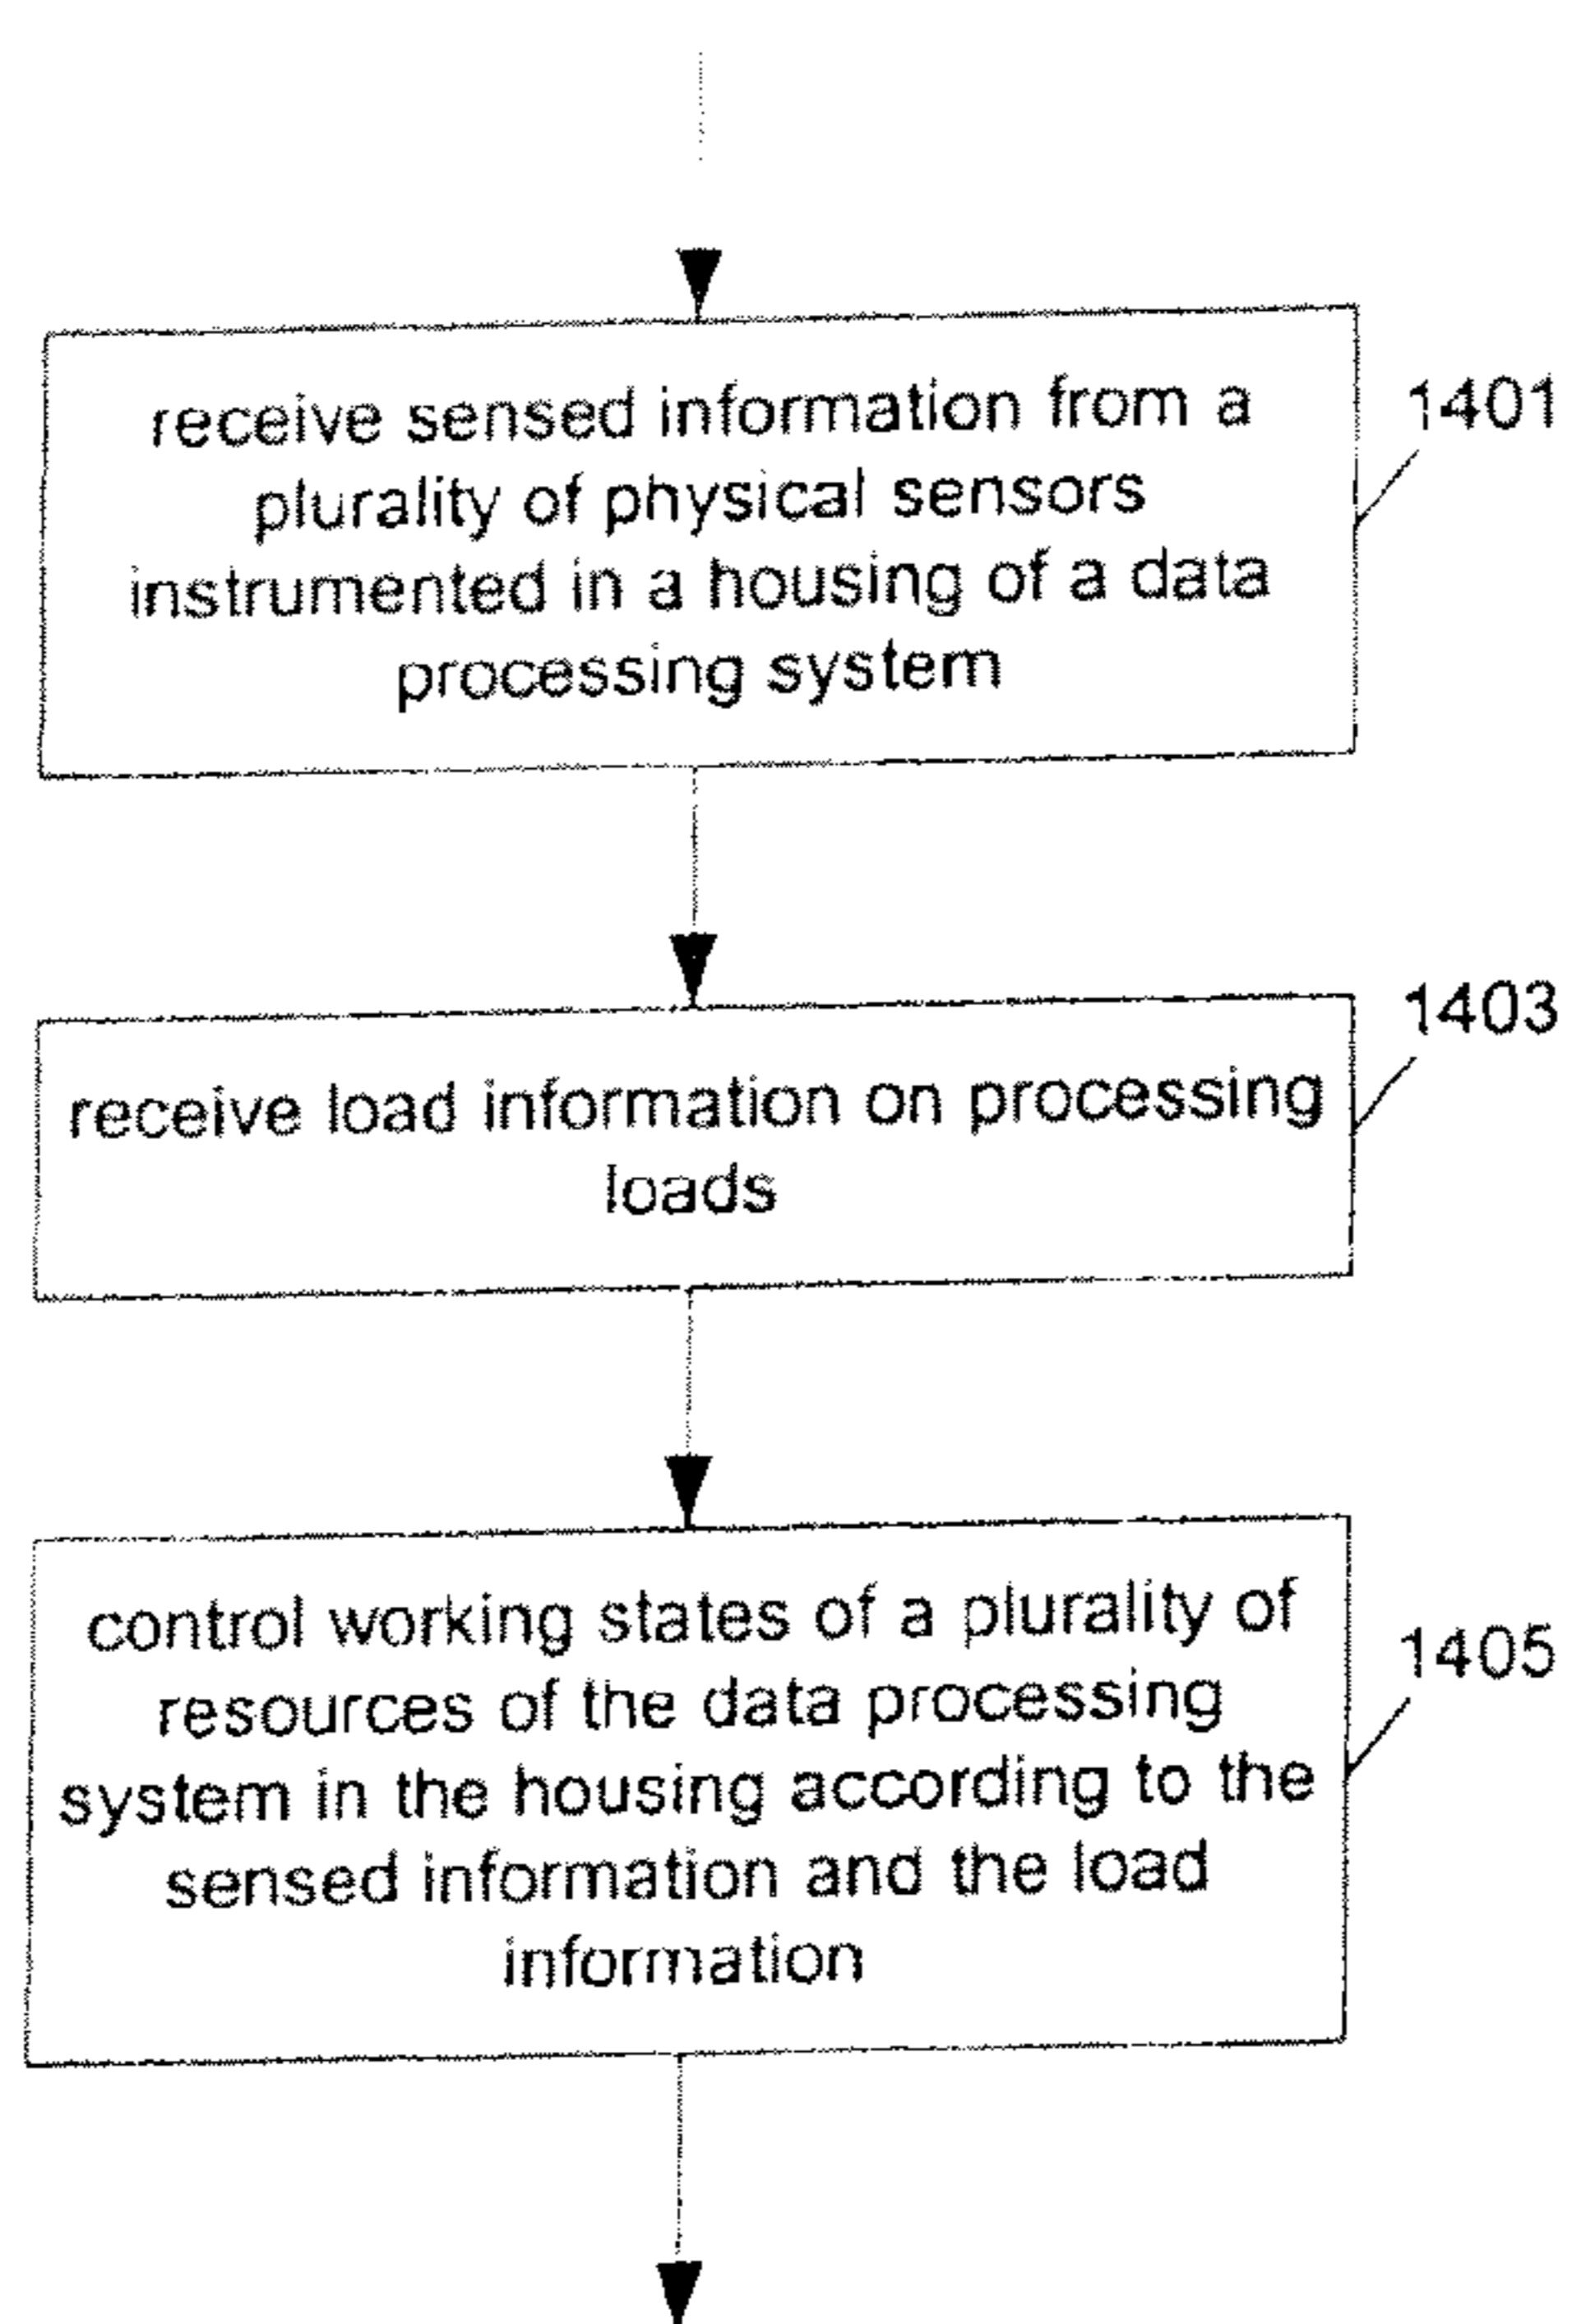 receive sensed information from a
plurality of physical sensors
instrumented in a housing of a data
processing system
1401
receive load information on processing
loads
1403
control working states of a plurality of
resources of the data processing
system in the housing according to the
sensed information and the load
information
1405